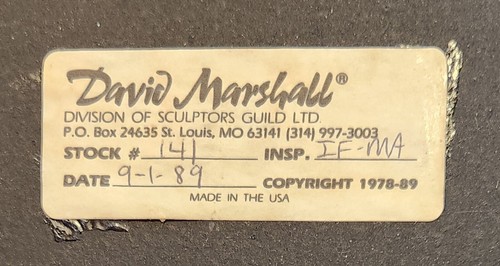 David Marshall®
DIVISION OF SCULPTORS GUILD LTD.
P.O. Box 24635 St. Louis, MO 63141 (314) 997-3003
STOCK # 141 INSP. IF-MA
DATE 9-1-89 COPYRIGHT 1978-89
MADE IN THE USA